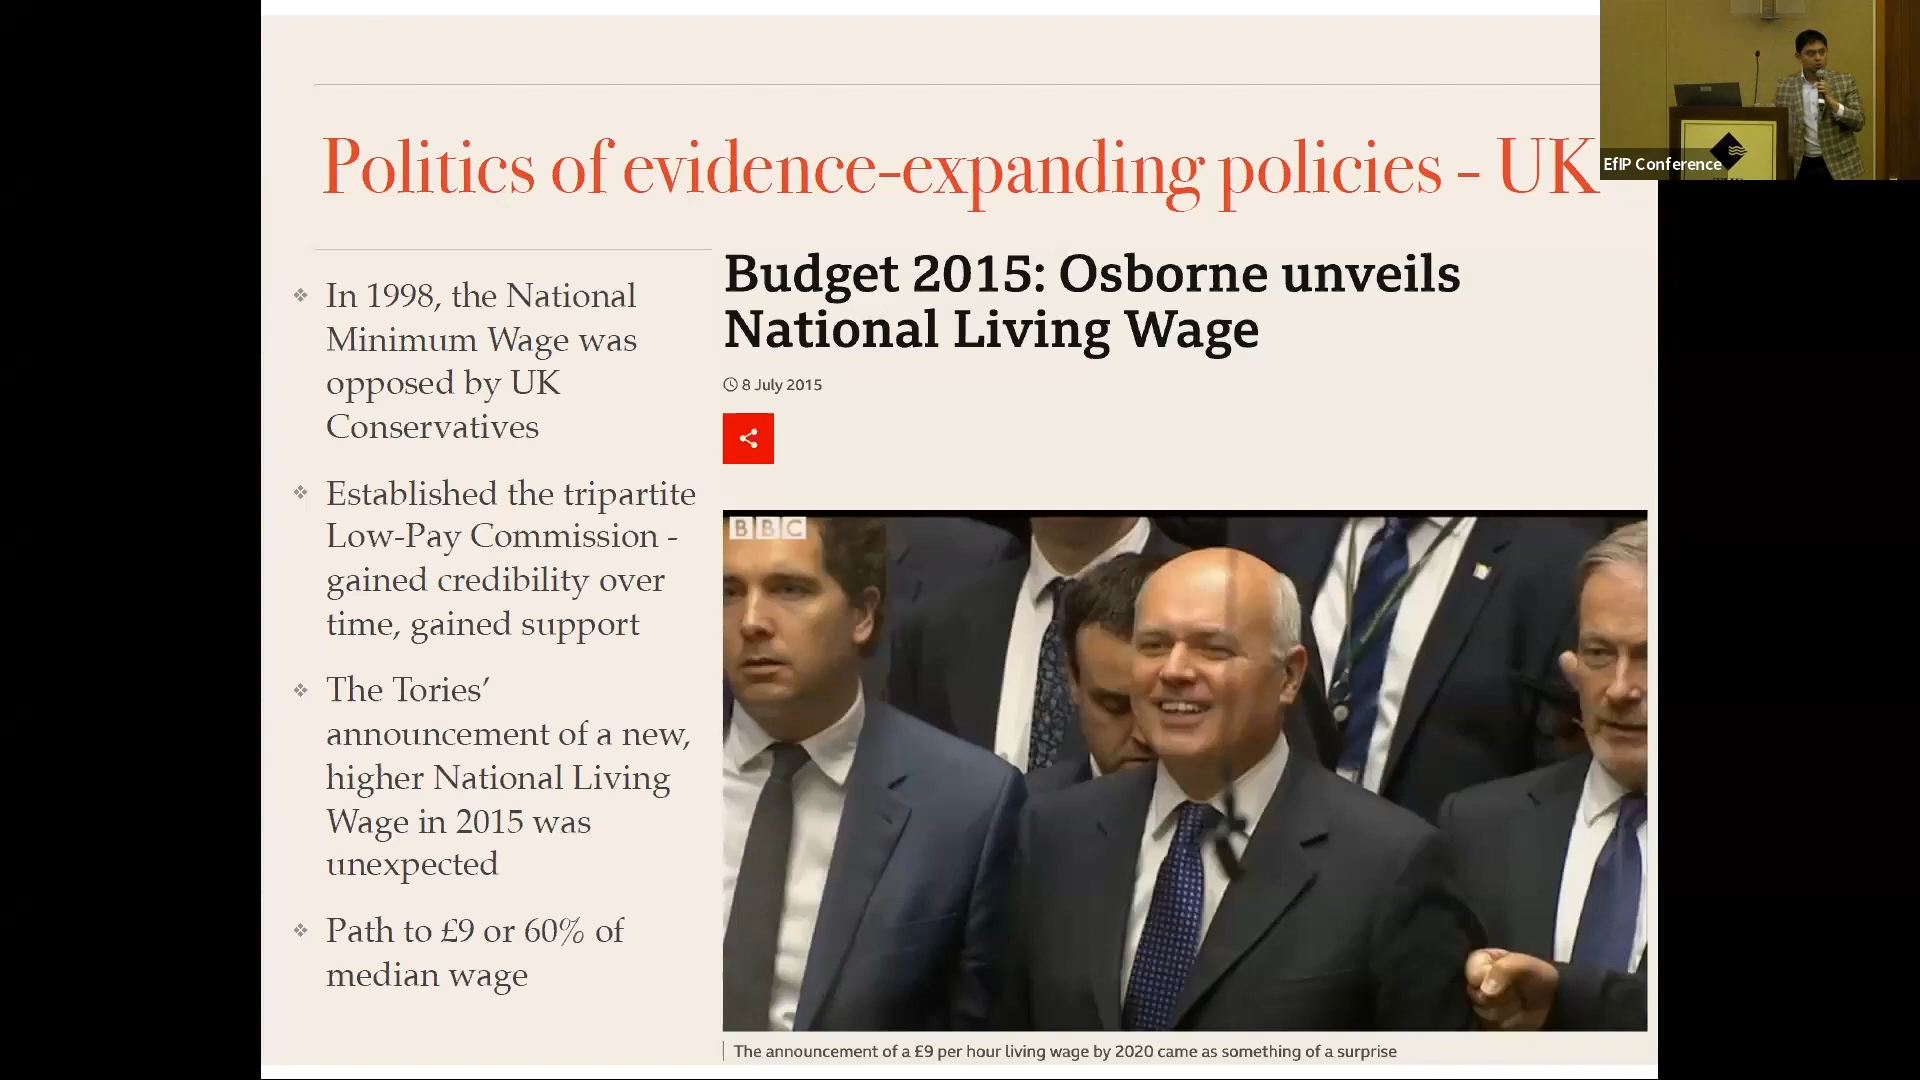 Politics of evidence-expanding policies - UK
In 1998, the National
Minimum Wage was
opposed by UK
Conservatives
Established the tripartite
Low-Pay Commission -
gained credibility over
time, gained support
The Tories’
announcement of a new,
higher National Living
Wage in 2015 was
unexpected
Path to £9 or 60% of
median wage
Budget 2015: Osborne unveils
National Living Wage
8 July 2015
BBC
The announcement of a £9 per hour living wage by 2020 came as something of a surprise
EfIP Conference